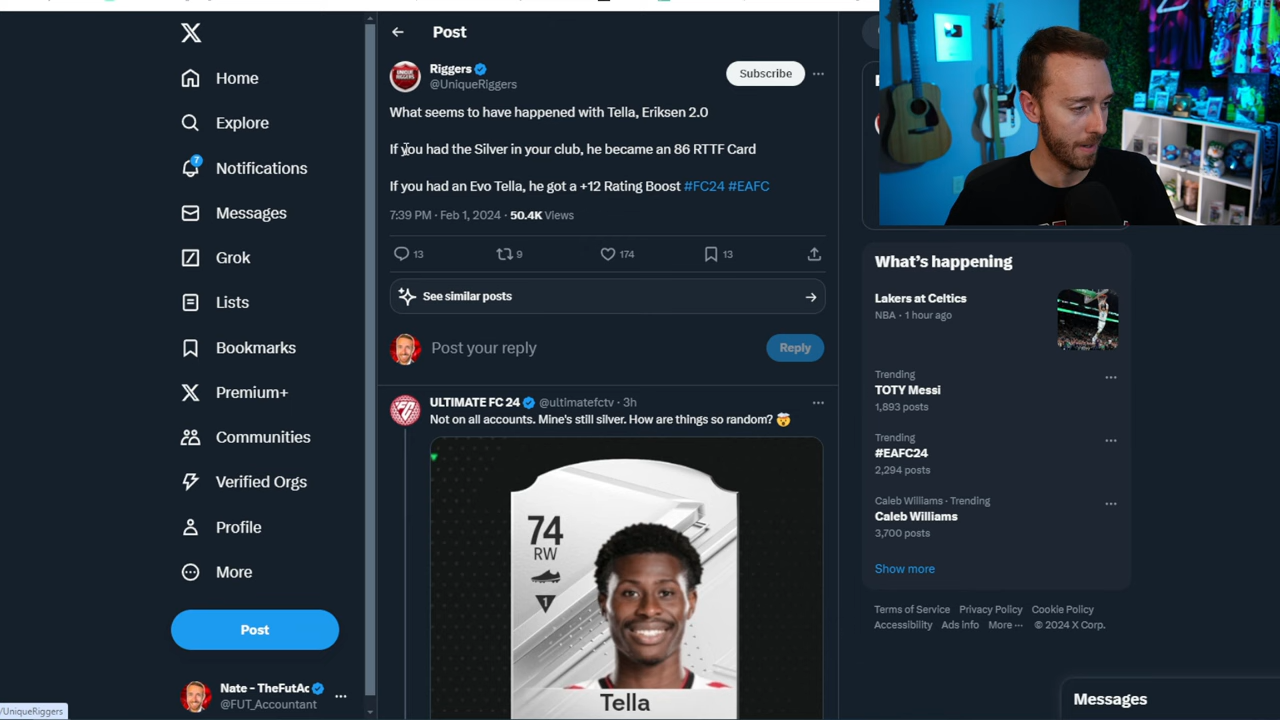 Post
Home
Explore
7
Notifications
Messages
Grok
Lists
Bookmarks
Premium+
Communities
Verified Orgs
Profile
More
Post
Nate - TheFutAc
@FUT_Accountant
/UniqueRiggers
UNIQUE RIGGERS
Riggers
@UniqueRiggers
Subscribe
What seems to have happened with Tella, Eriksen 2.0
If you had the Silver in your club, he became an 86 RTTF Card
If you had an Evo Tella, he got a +12 Rating Boost #FC24 #EAFC
7:39 PM · Feb 1, 2024 · 50.4K Views
13 9 174 13
See similar posts
Post your reply
Reply
ULTIMATE FC 24 @ultimatefctv · 3h
Not on all accounts. Mine's still silver. How are things so random? 🤯
74
RW
1
Tella
What's happening
Lakers at Celtics
NBA · 1 hour ago
Trending
TOTY Messi
1,893 posts
Trending
#EAFC24
2,294 posts
Caleb Williams · Trending
Caleb Williams
3,700 posts
Show more
Terms of Service Privacy Policy Cookie Policy
Accessibility Ads info More ··· © 2024 X Corp.
Messages